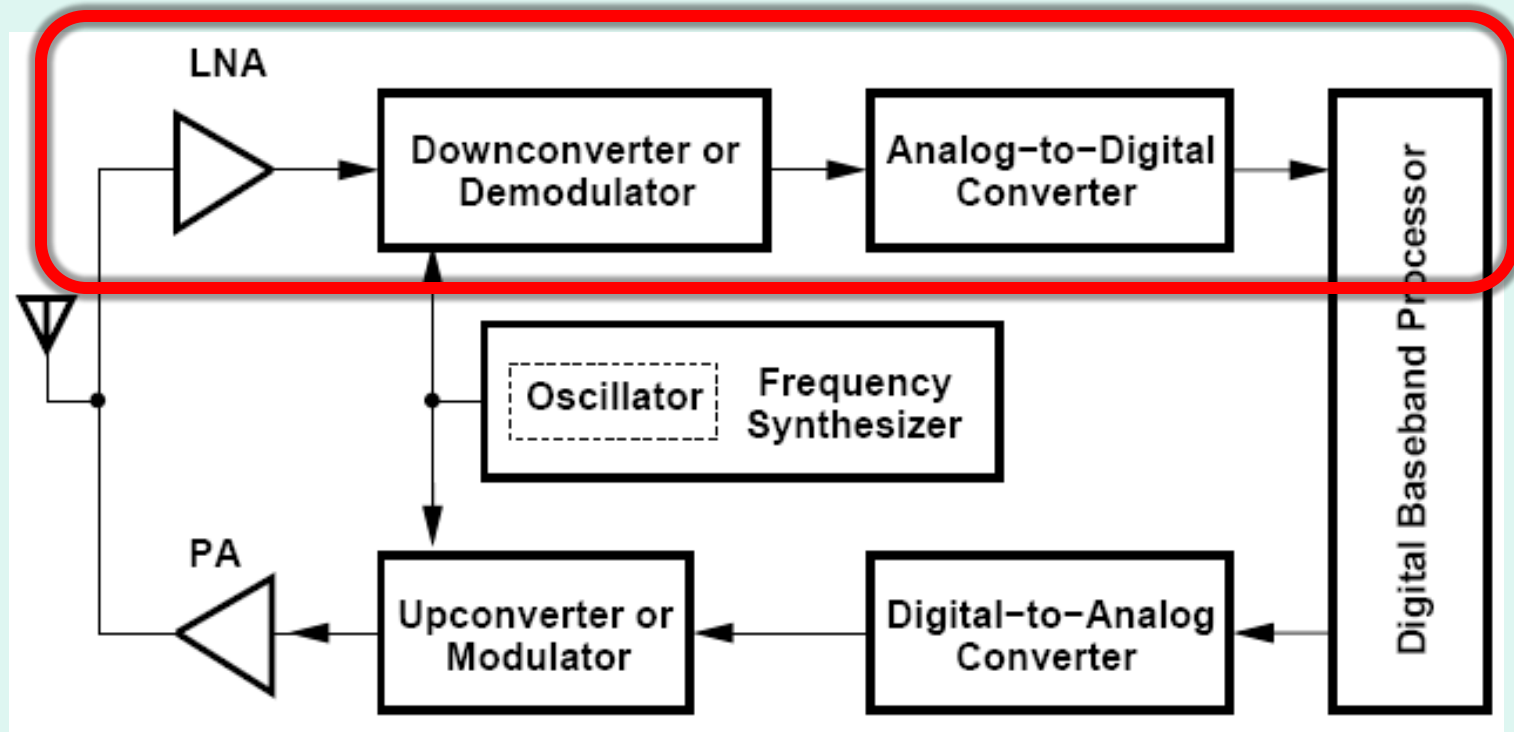 LNA
Downconverter or
Demodulator
Analog−to−Digital
Converter
Digital Baseband Processor
Oscillator
Frequency
Synthesizer
PA
Upconverter or
Modulator
Digital−to−Analog
Converter